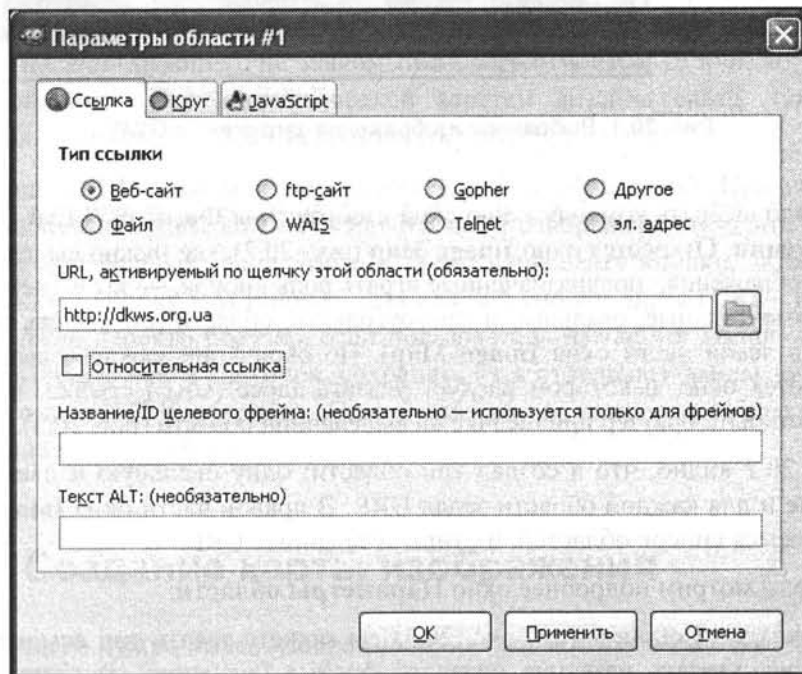 Параметры области #1
Ссылка Круг JavaScript
Тип ссылки
Веб-сайт ftp-сайт Gopher Другое
Файл WAIS Telnet эл. адрес
URL, активируемый по щелчку этой области (обязательно):
http://dkws.org.ua
Относительная ссылка
Название/ID целевого фрейма: (необязательно — используется только для фреймов)
Текст ALT: (необязательно)
OK Применить Отмена